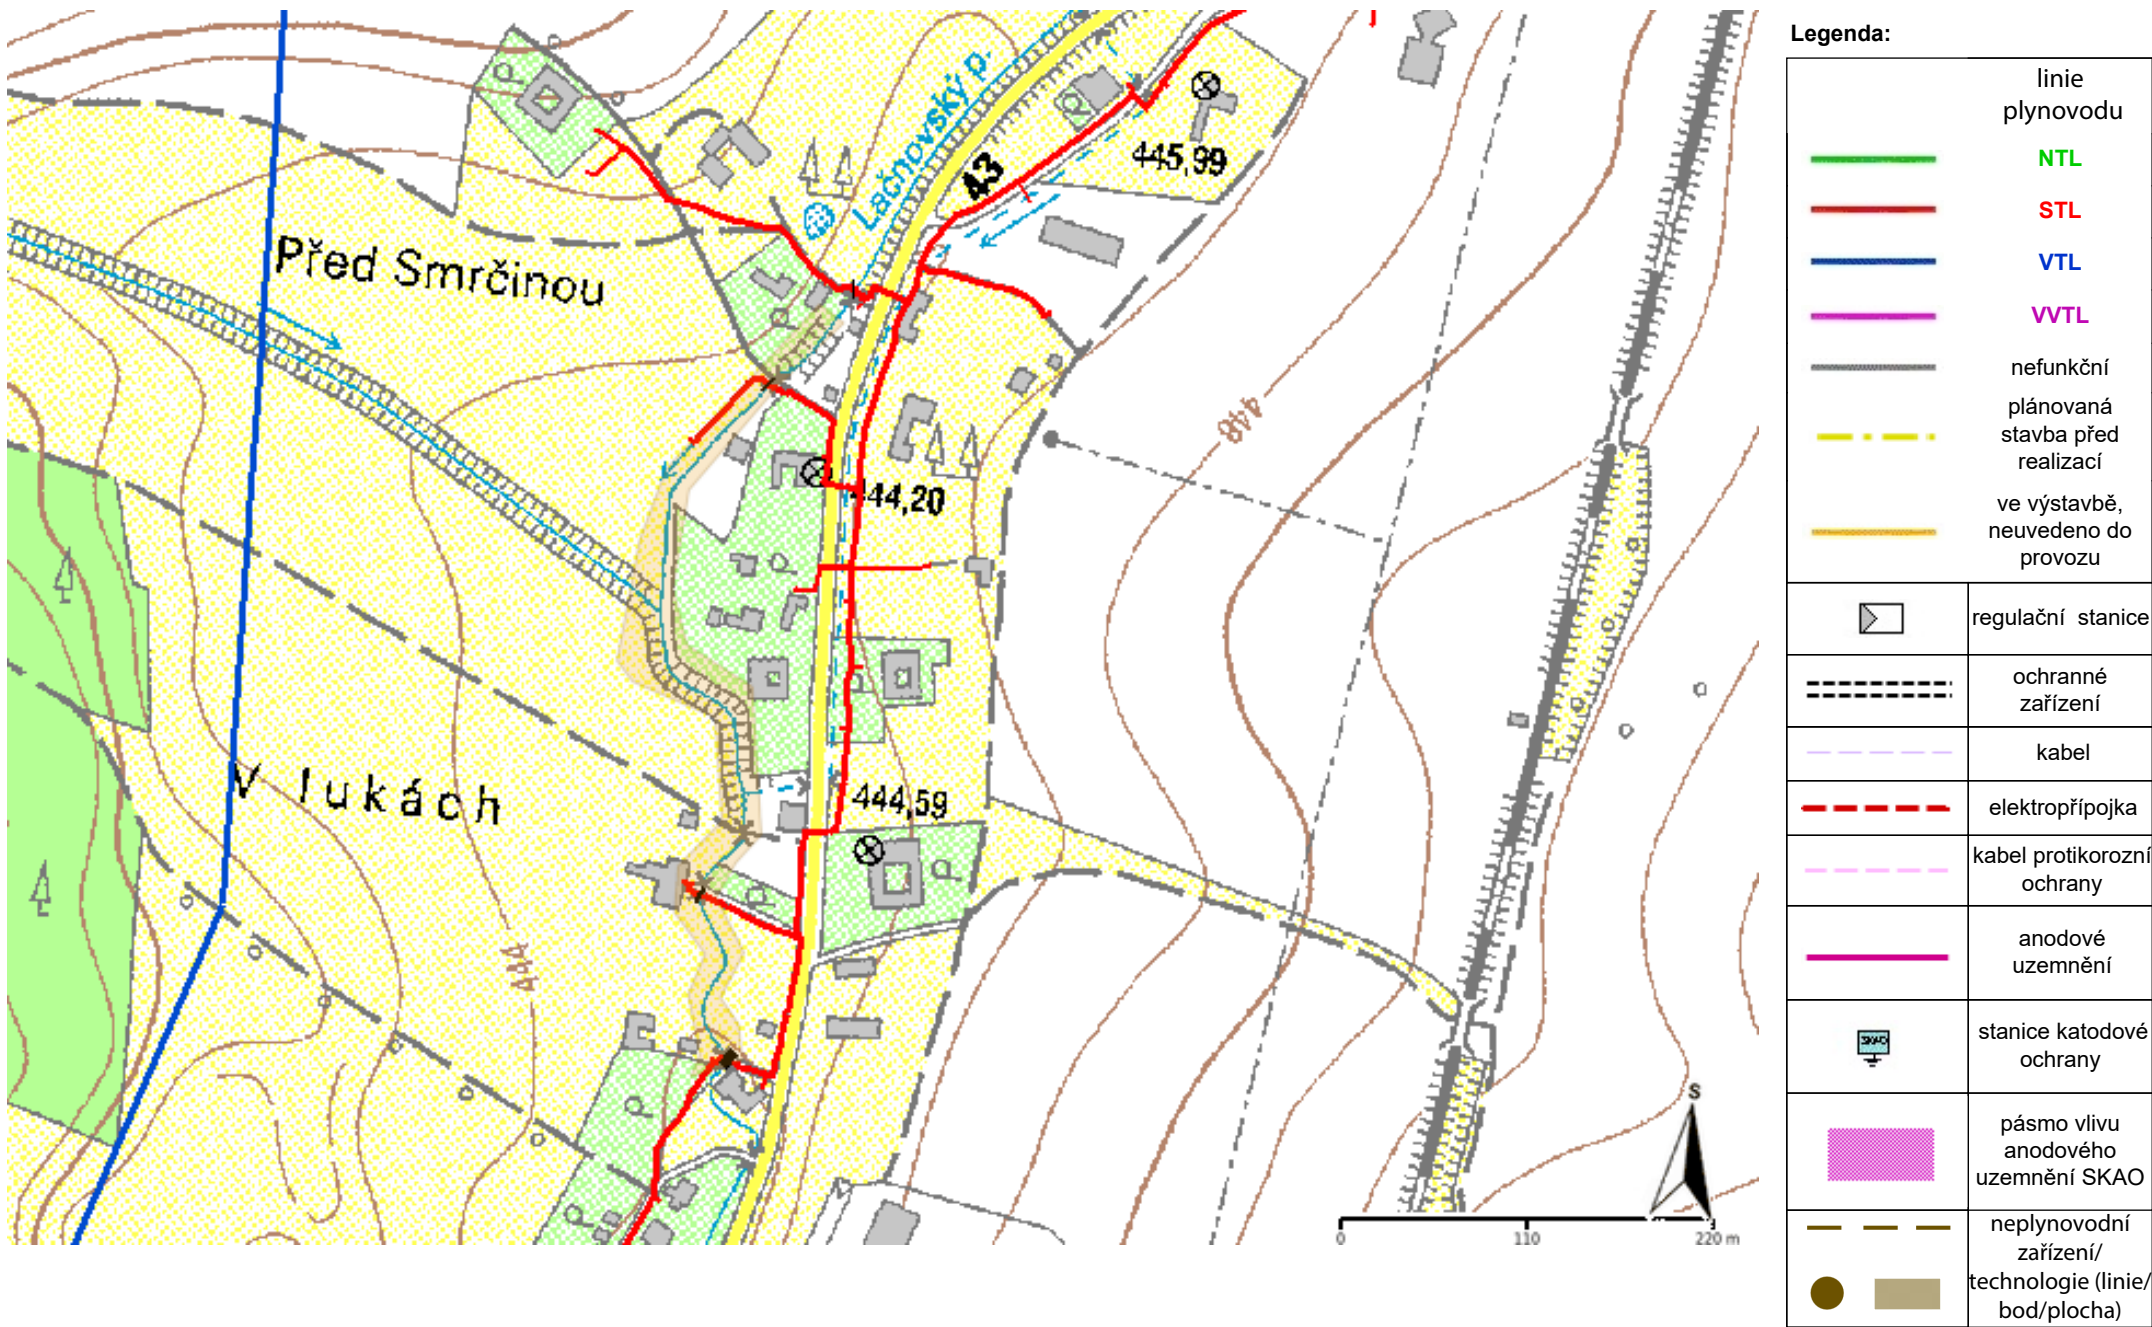 Lačnovský p.
43
445,99
Před Smrčinou
448
444,20
V lukách
444,59
444
S
0 110 220 m
Legenda:
linie
plynovodu
NTL
STL
VTL
VVTL
nefunkční
plánovaná
stavba před
realizací
ve výstavbě,
neuvedeno do
provozu
regulační stanice
ochranné
zařízení
kabel
elektropřípojka
kabel protikorozní
ochrany
anodové
uzemnění
SKAO
stanice katodové
ochrany
pásmo vlivu
anodového
uzemnění SKAO
neplynovodní
zařízení/
technologie (linie/
bod/plocha)